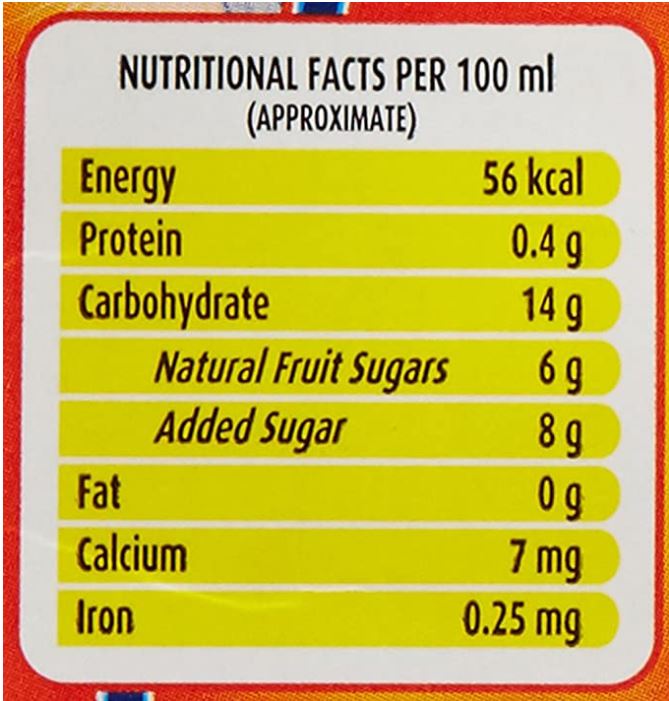 NUTRITIONAL FACTS PER 100 ml
(APPROXIMATE)
Energy 56 kcal
Protein 0.4 g
Carbohydrate 14 g
Natural Fruit Sugars 6 g
Added Sugar 8 g
Fat 0 g
Calcium 7 mg
Iron 0.25 mg